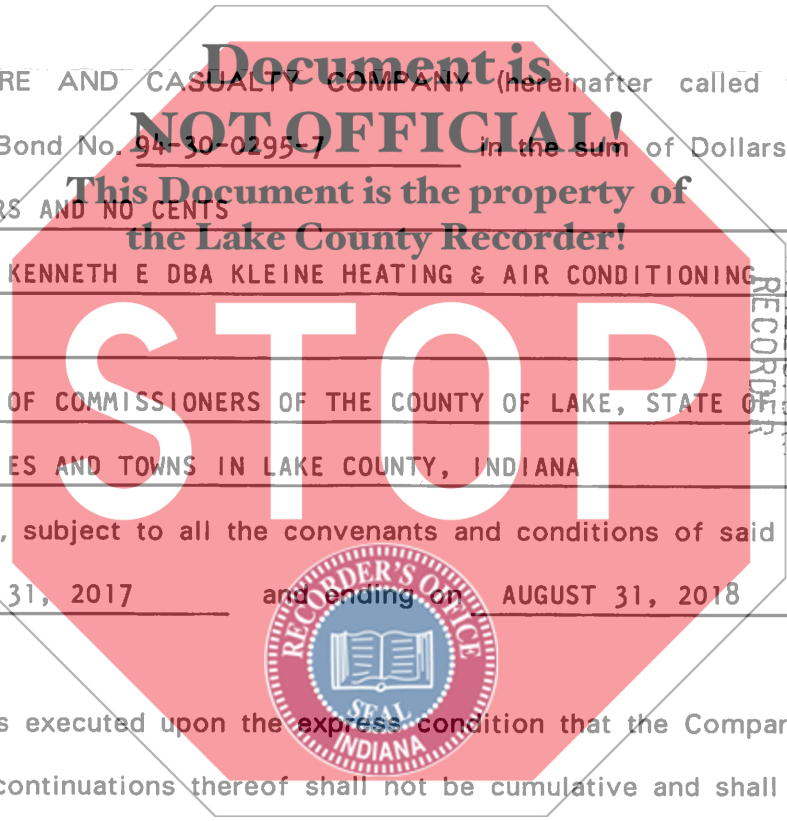 Document is
RE AND CASUALTY COMPANY (hereinafter called
NOT OFFICIAL!
Bond No. 94-30-0295-7 in the sum of Dollars
This Document is the property of
RS AND NO CENTS
the Lake County Recorder!
KENNETH E DBA KLEINE HEATING & AIR CONDITIONING
RECORDER
STOP
OF COMMISSIONERS OF THE COUNTY OF LAKE, STATE OF
ES AND TOWNS IN LAKE COUNTY, INDIANA
, subject to all the convenants and conditions of said
31, 2017 and ending on AUGUST 31, 2018
RECORDER'S OFFICE
SEAL
INDIANA
s executed upon the express condition that the Compar
continuations thereof shall not be cumulative and shall